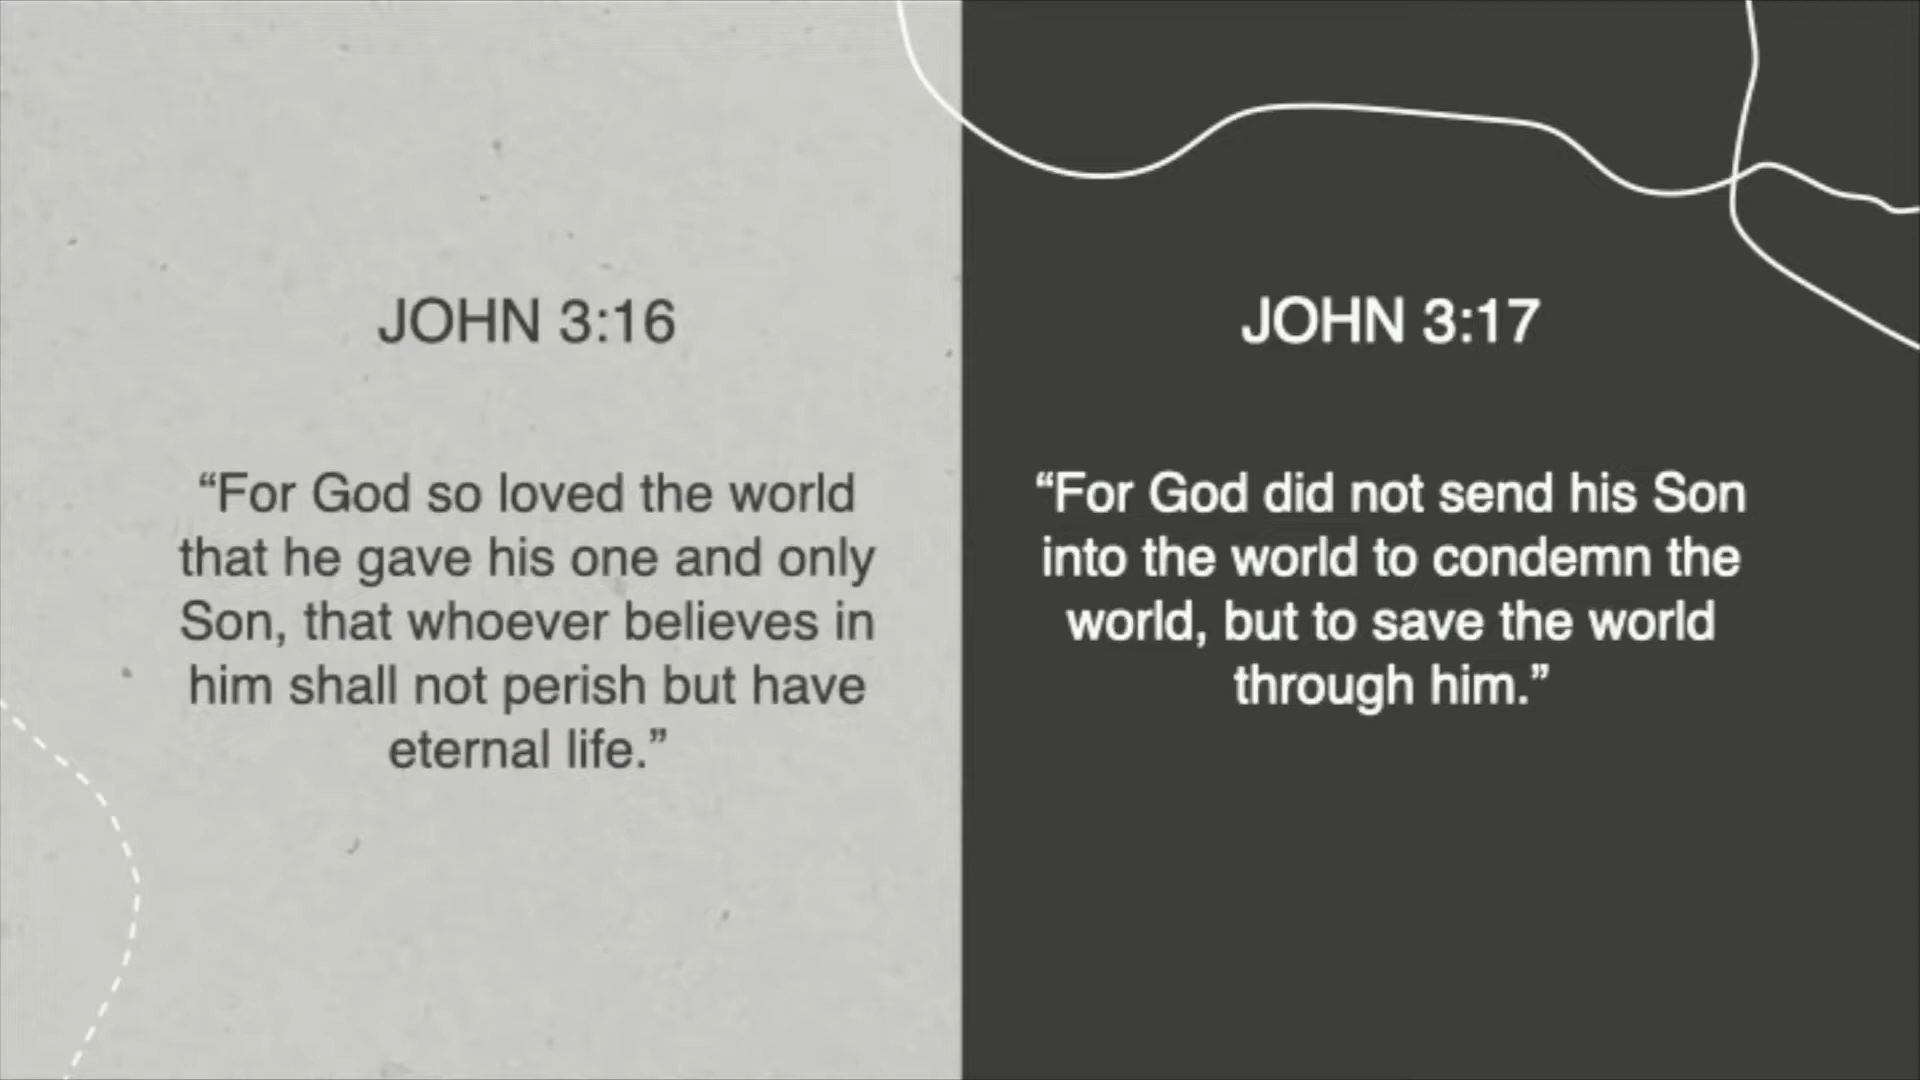 JOHN 3:16
“For God so loved the world
that he gave his one and only
Son, that whoever believes in
him shall not perish but have
eternal life.”
JOHN 3:17
“For God did not send his Son
into the world to condemn the
world, but to save the world
through him.”